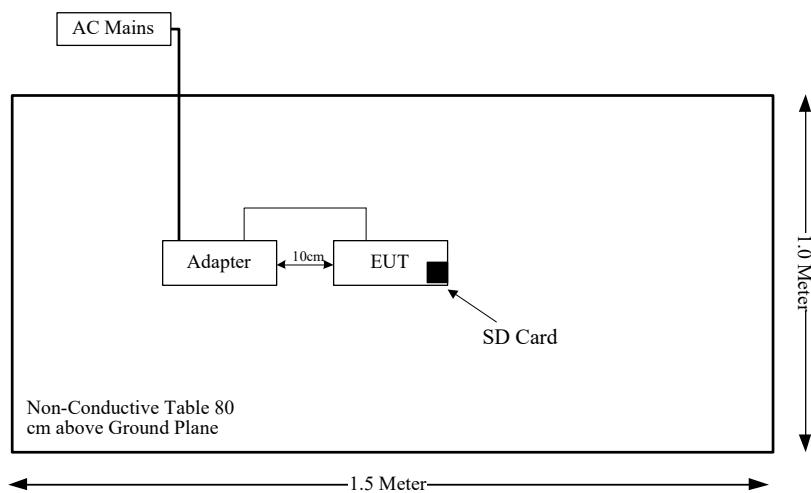 AC Mains
Adapter
10cm
EUT
SD Card
1.0 Meter
Non-Conductive Table 80
cm above Ground Plane
1.5 Meter